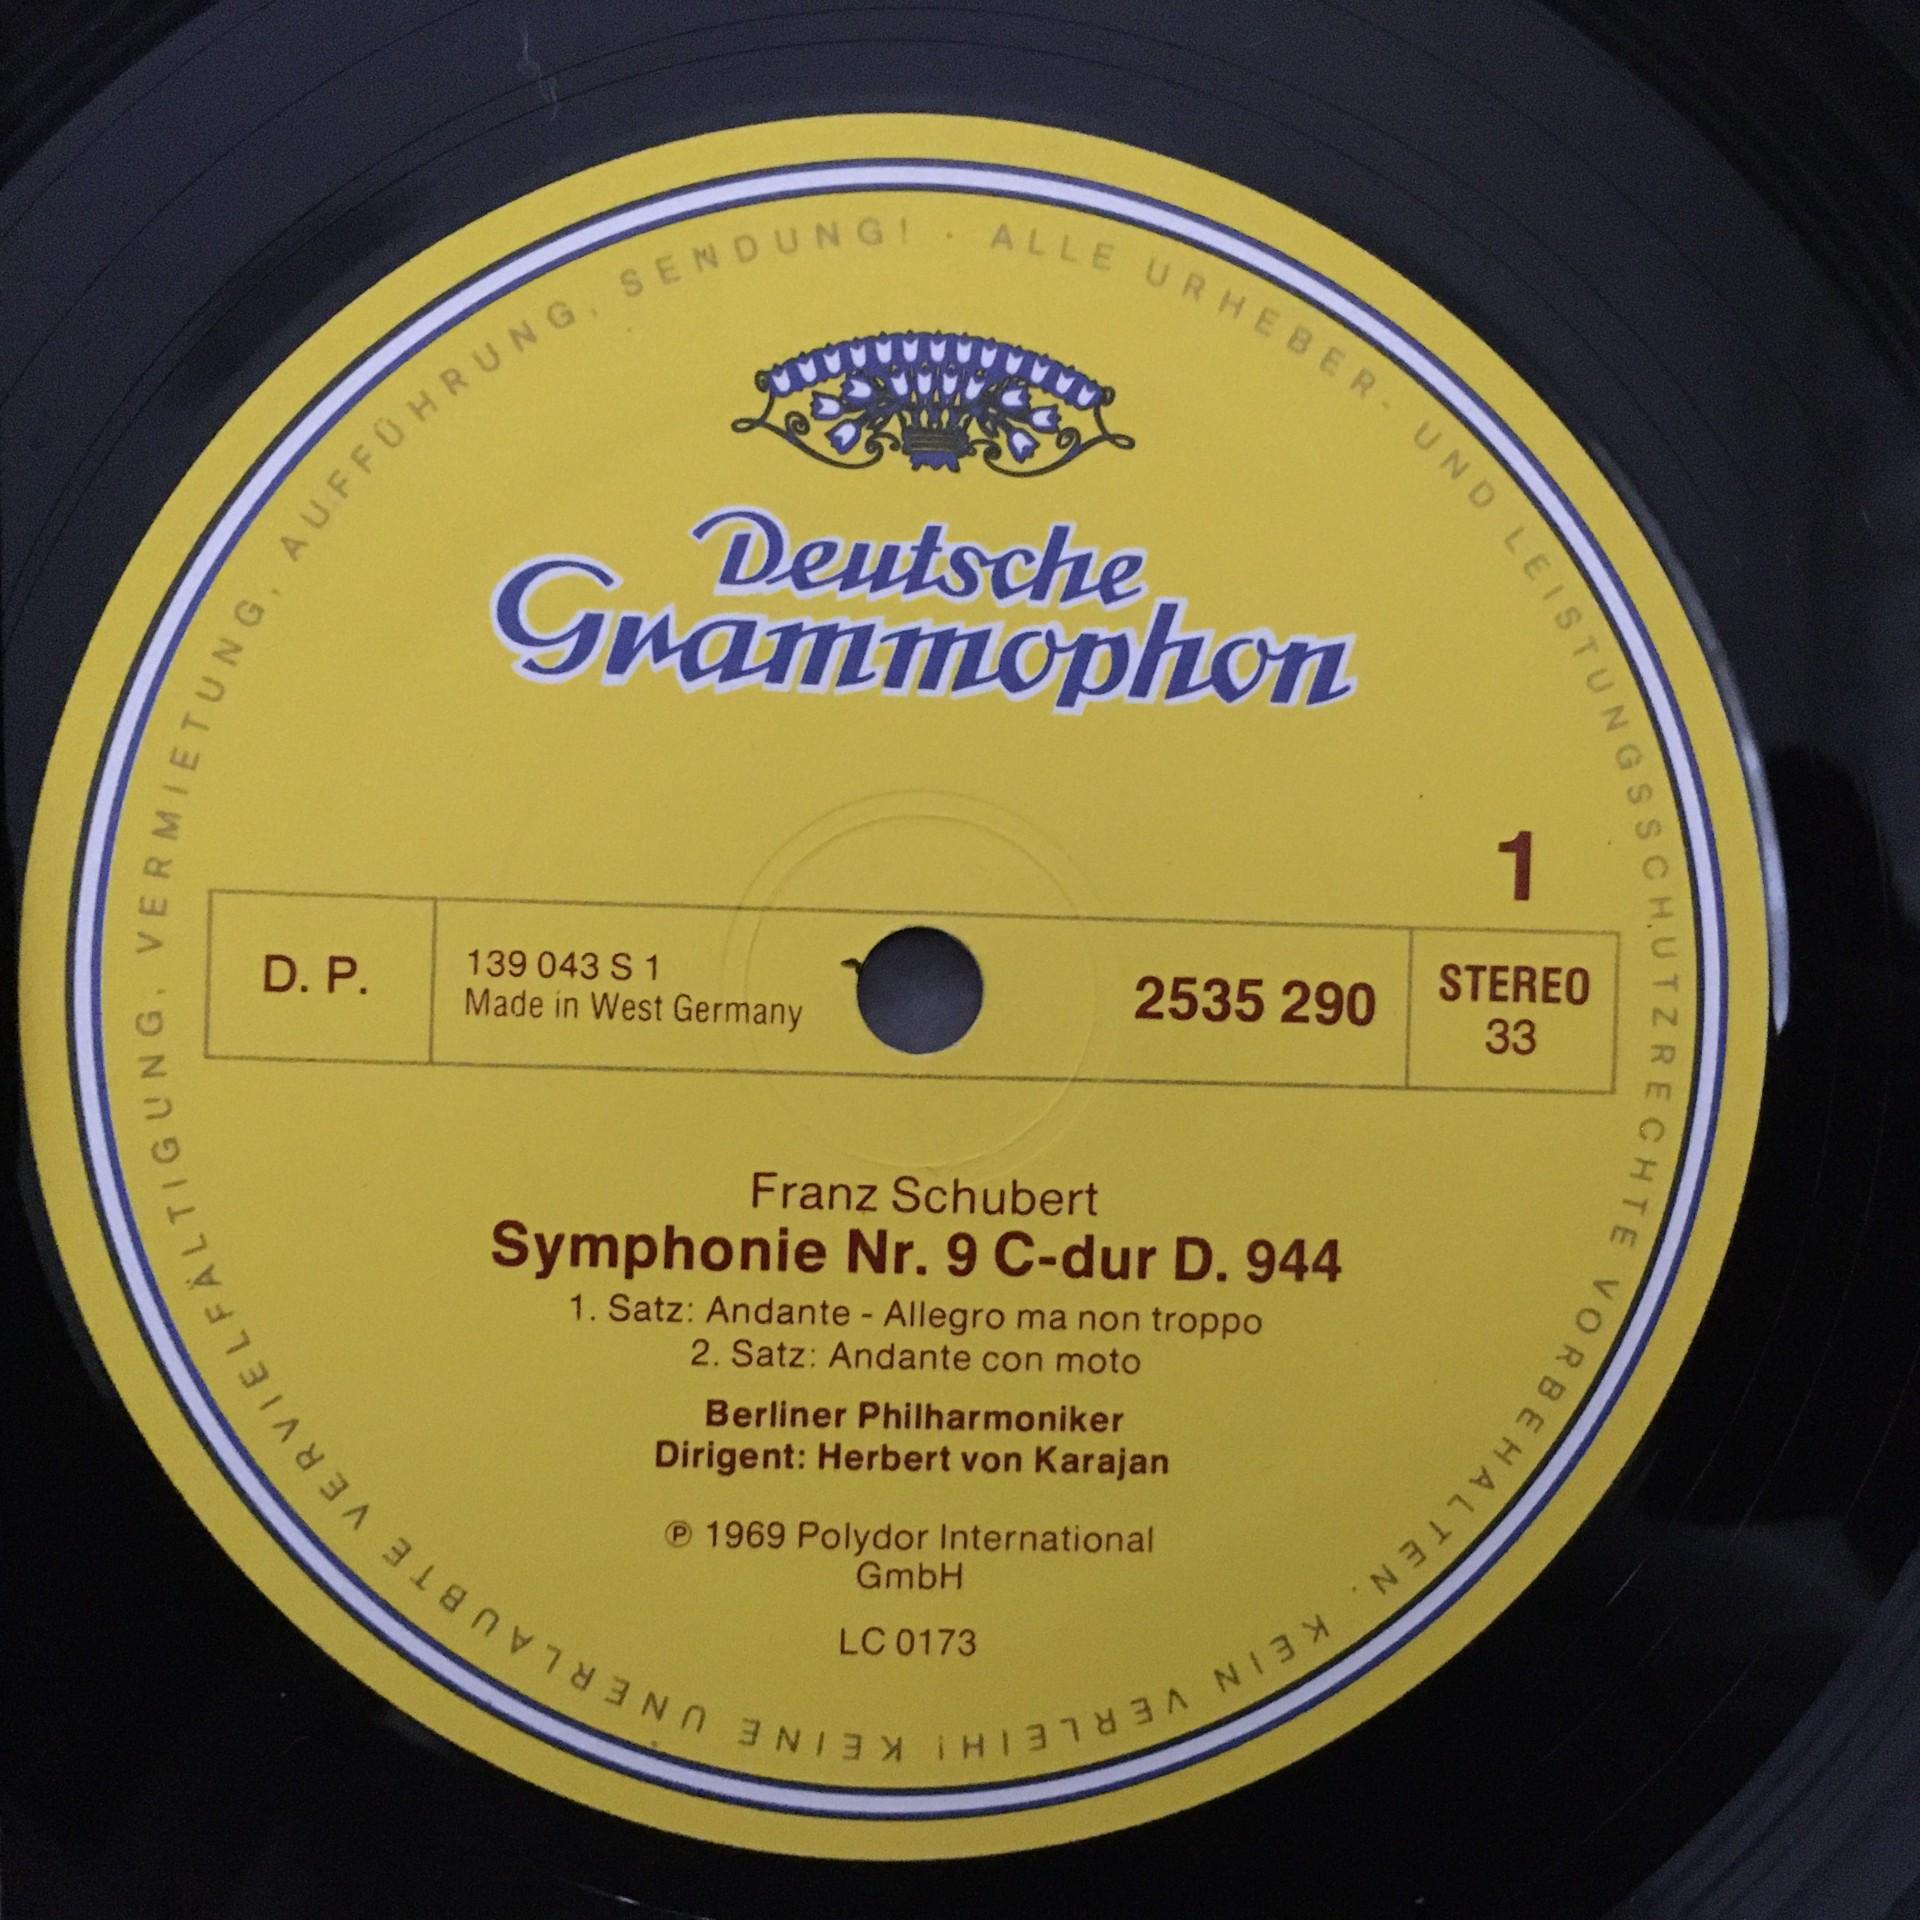 Deutsche
Grammophon
1
D. P.
139 043 S 1
Made in West Germany
2535 290
STEREO
33
Franz Schubert
Symphonie Nr. 9 C-dur D. 944
1. Satz: Andante - Allegro ma non troppo
2. Satz: Andante con moto
Berliner Philharmoniker
Dirigent: Herbert von Karajan
℗ 1969 Polydor International
GmbH
LC 0173
ALLE URHEBER- UND LEISTUNGSSCHUTZRECHTE VORBEHALTEN. KEIN VERLEIH! KEINE UNERLAUBTE VERVIELFÄLTIGUNG, VERMIETUNG, AUFFÜHRUNG, SENDUNG! ·